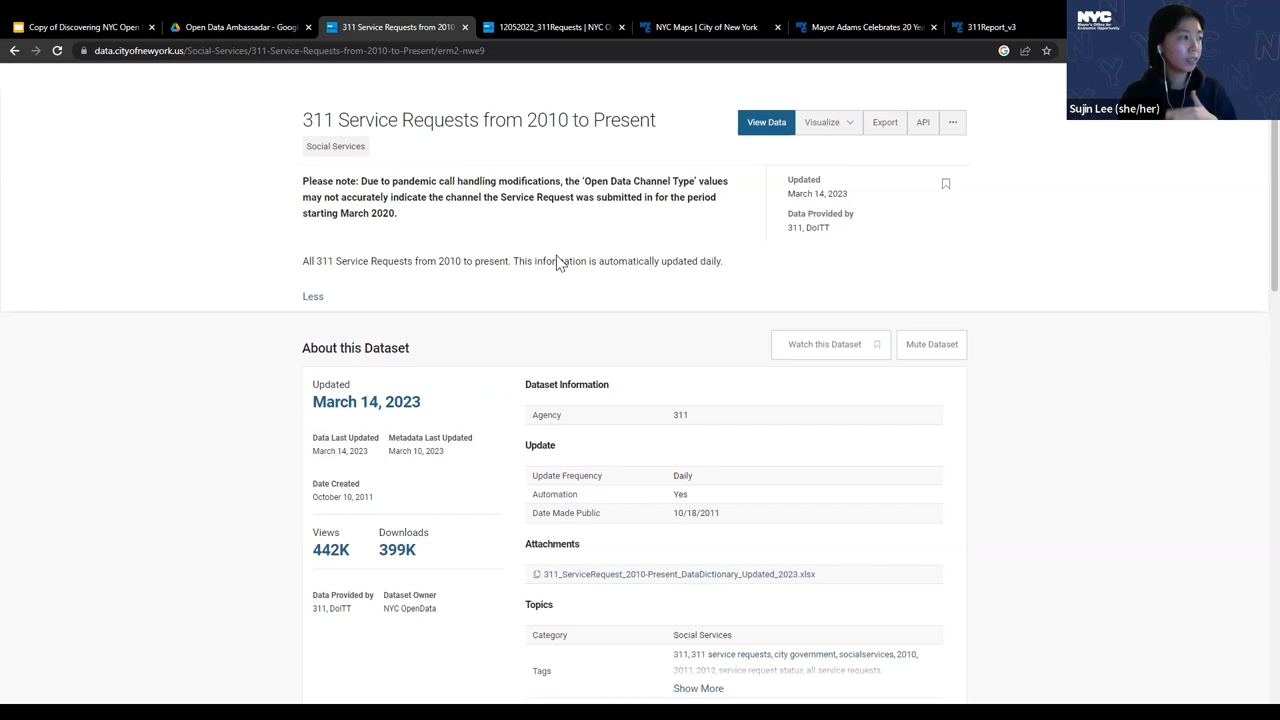 Copy of Discovering NYC Open
Open Data Ambassadar - Goog
311 Service Requests from 2010
12052022_311Requests | NYC O
NYC Maps | City of New York
Mayor Adams Celebrates 20 Yea
311Report_v3
data.cityofnewyork.us/Social-Services/311-Service-Requests-from-2010-to-Present/erm2-nwe9
NYC
Mayor's Office for
Economic Opportunity
Sujin Lee (she/her)
311 Service Requests from 2010 to Present
Social Services
View Data
Visualize
Export
API
Please note: Due to pandemic call handling modifications, the 'Open Data Channel Type' values
may not accurately indicate the channel the Service Request was submitted in for the period
starting March 2020.
All 311 Service Requests from 2010 to present. This information is automatically updated daily.
Less
Updated
March 14, 2023
Data Provided by
311, DoITT
About this Dataset
Watch this Dataset
Mute Dataset
Updated
March 14, 2023
Data Last Updated
Metadata Last Updated
March 14, 2023
March 10, 2023
Date Created
October 10, 2011
Views
Downloads
442K
399K
Data Provided by
Dataset Owner
311, DoITT
NYC OpenData
Dataset Information
Agency 311
Update
Update Frequency Daily
Automation Yes
Date Made Public 10/18/2011
Attachments
311_ServiceRequest_2010-Present_DataDictionary_Updated_2023.xlsx
Topics
Category Social Services
Tags
311, 311 service requests, city government, socialservices, 2010,
2011, 2012, service request status, all service requests,
Show More